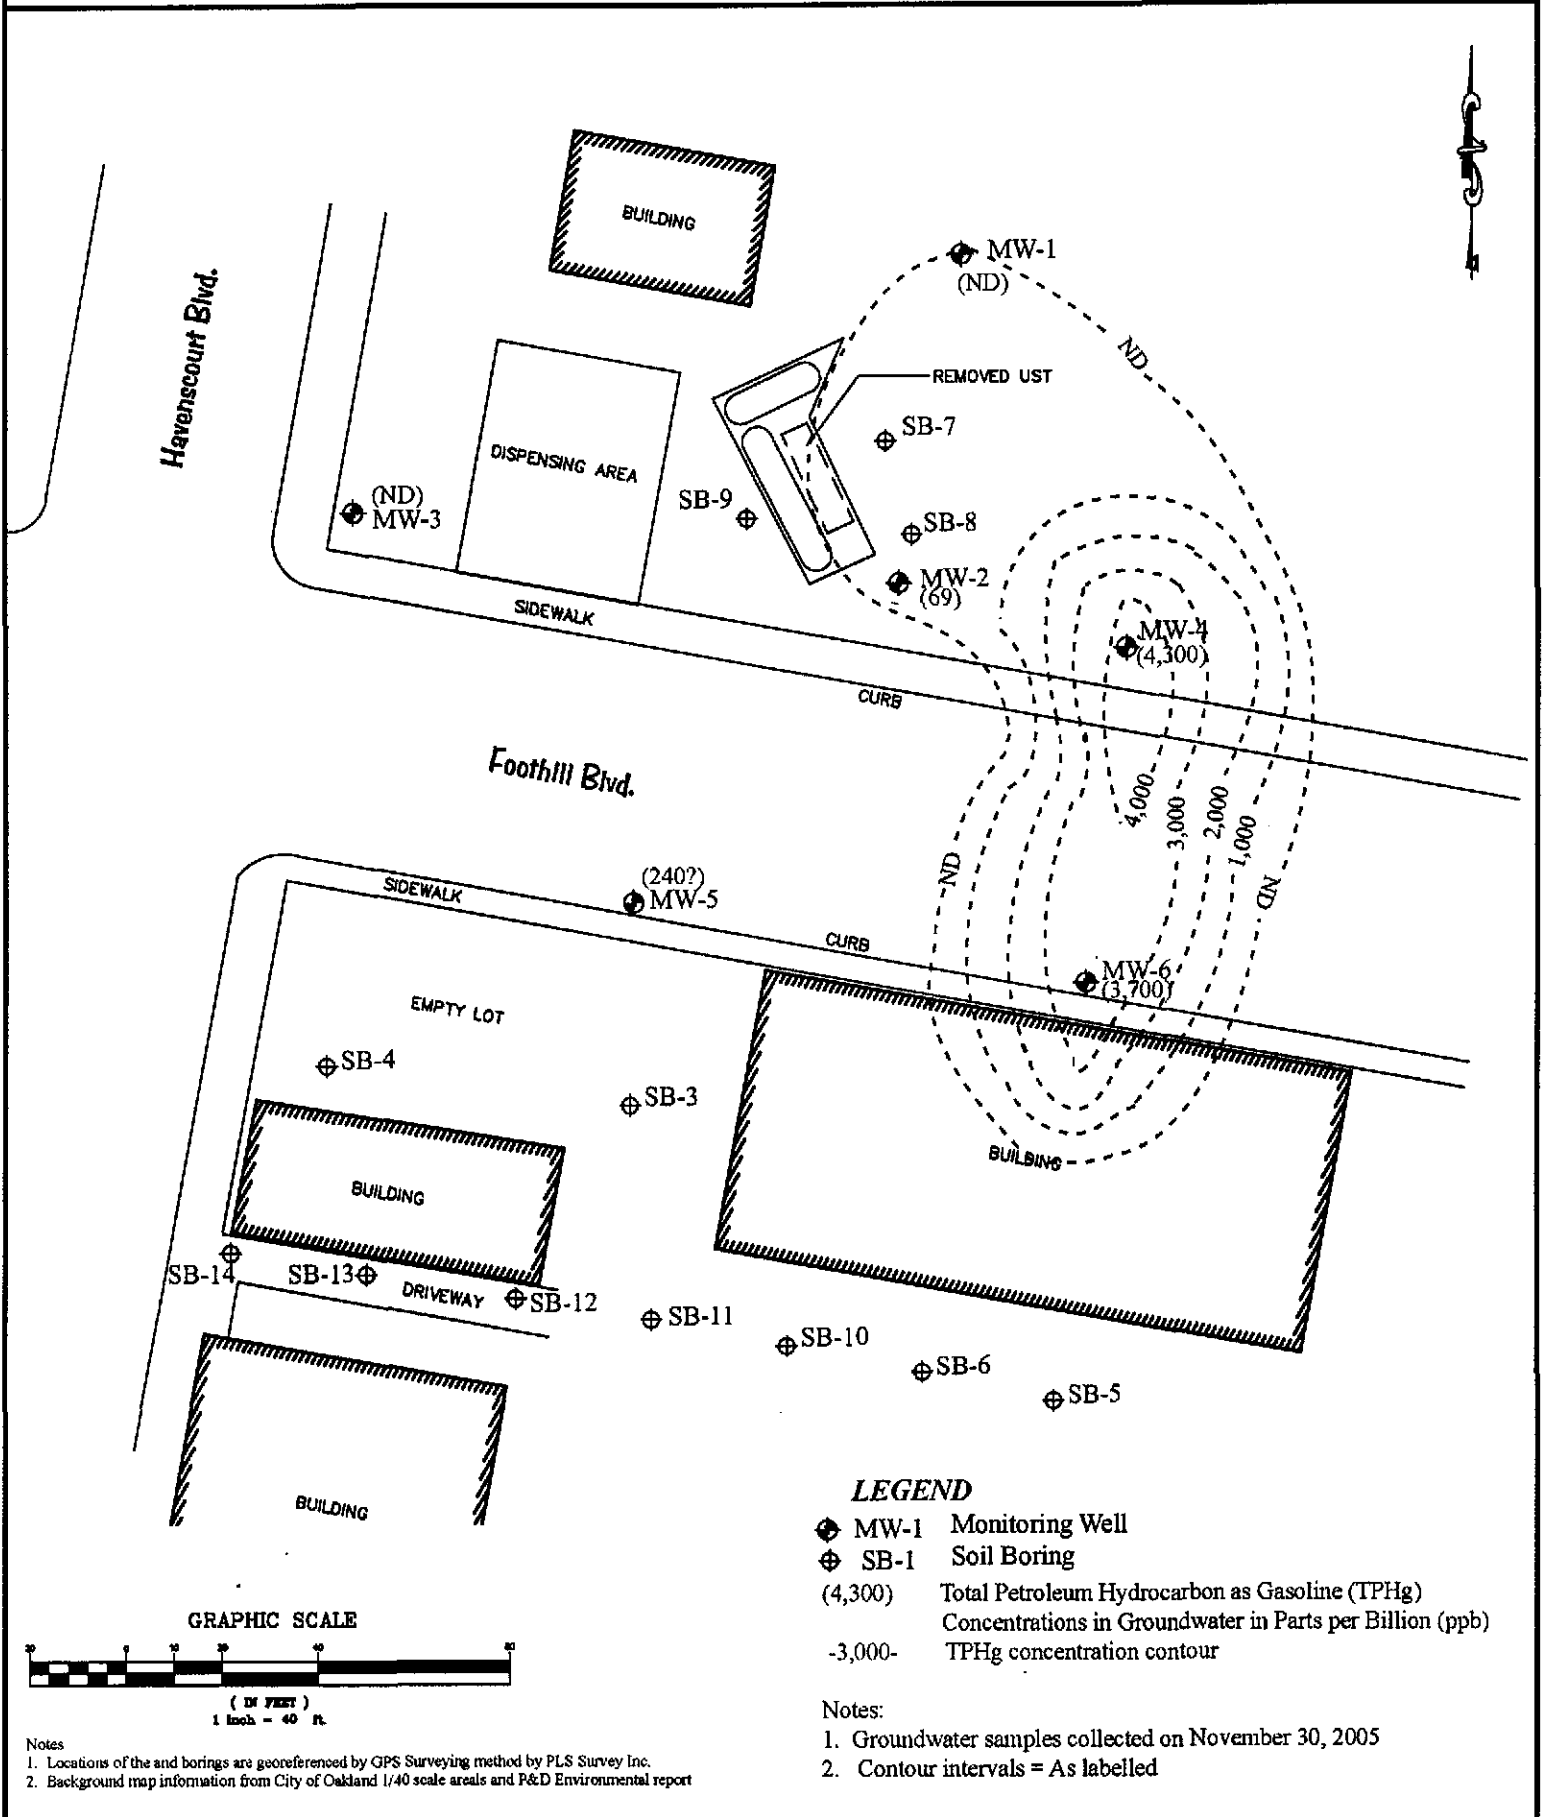 BUILDING
MW-1
(ND)
ND
Havenscourt Blvd.
REMOVED UST
SB-7
DISPENSING AREA
(ND)
MW-3
SB-9
SB-8
MW-2
(69)
SIDEWALK
MW-4
(4,300)
CURB
Foothill Blvd.
4,000
3,000
2,000
1,000
ND
ND
(240?)
MW-5
SIDEWALK
CURB
MW-6
(3,700)
EMPTY LOT
SB-4
SB-3
BUILDING
BUILDING
SB-14
SB-13
DRIVEWAY
SB-12
SB-11
SB-10
SB-6
SB-5
BUILDING
LEGEND
MW-1 Monitoring Well
SB-1 Soil Boring
(4,300) Total Petroleum Hydrocarbon as Gasoline (TPHg)
Concentrations in Groundwater in Parts per Billion (ppb)
-3,000- TPHg concentration contour
GRAPHIC SCALE
20 0 10 20 40 80
( IN FEET )
1 inch = 40 ft.
Notes:
1. Groundwater samples collected on November 30, 2005
2. Contour intervals = As labelled
Notes
1. Locations of the and borings are georeferenced by GPS Surveying method by PLS Survey Inc.
2. Background map information from City of Oakland 1/40 scale areals and P&D Environmental report